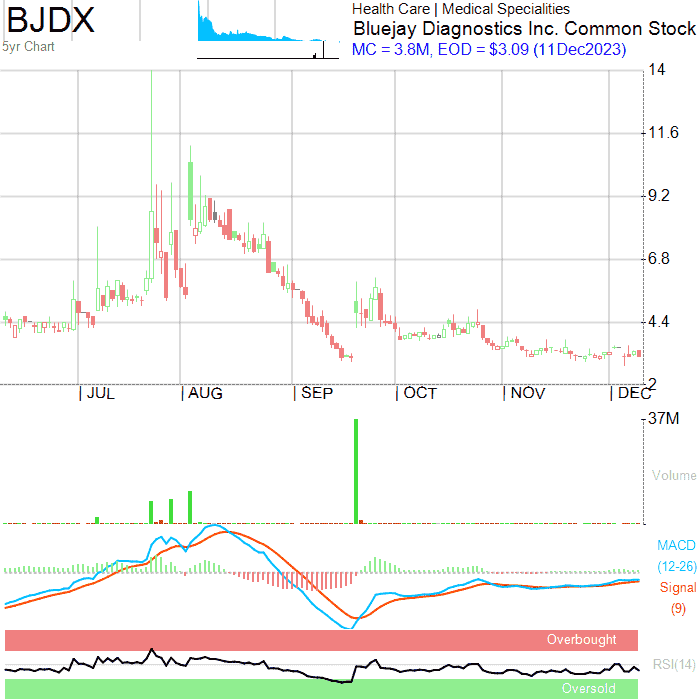 BJDX
5yr Chart
Health Care | Medical Specialities
Bluejay Diagnostics Inc. Common Stock
MC = 3.8M, EOD = $3.09 (11Dec2023)
14
11.6
9.2
6.8
4.4
2
JUL AUG SEP OCT NOV DEC
37M
Volume
MACD
(12-26)
Signal
(9)
Overbought
RSI(14)
Oversold